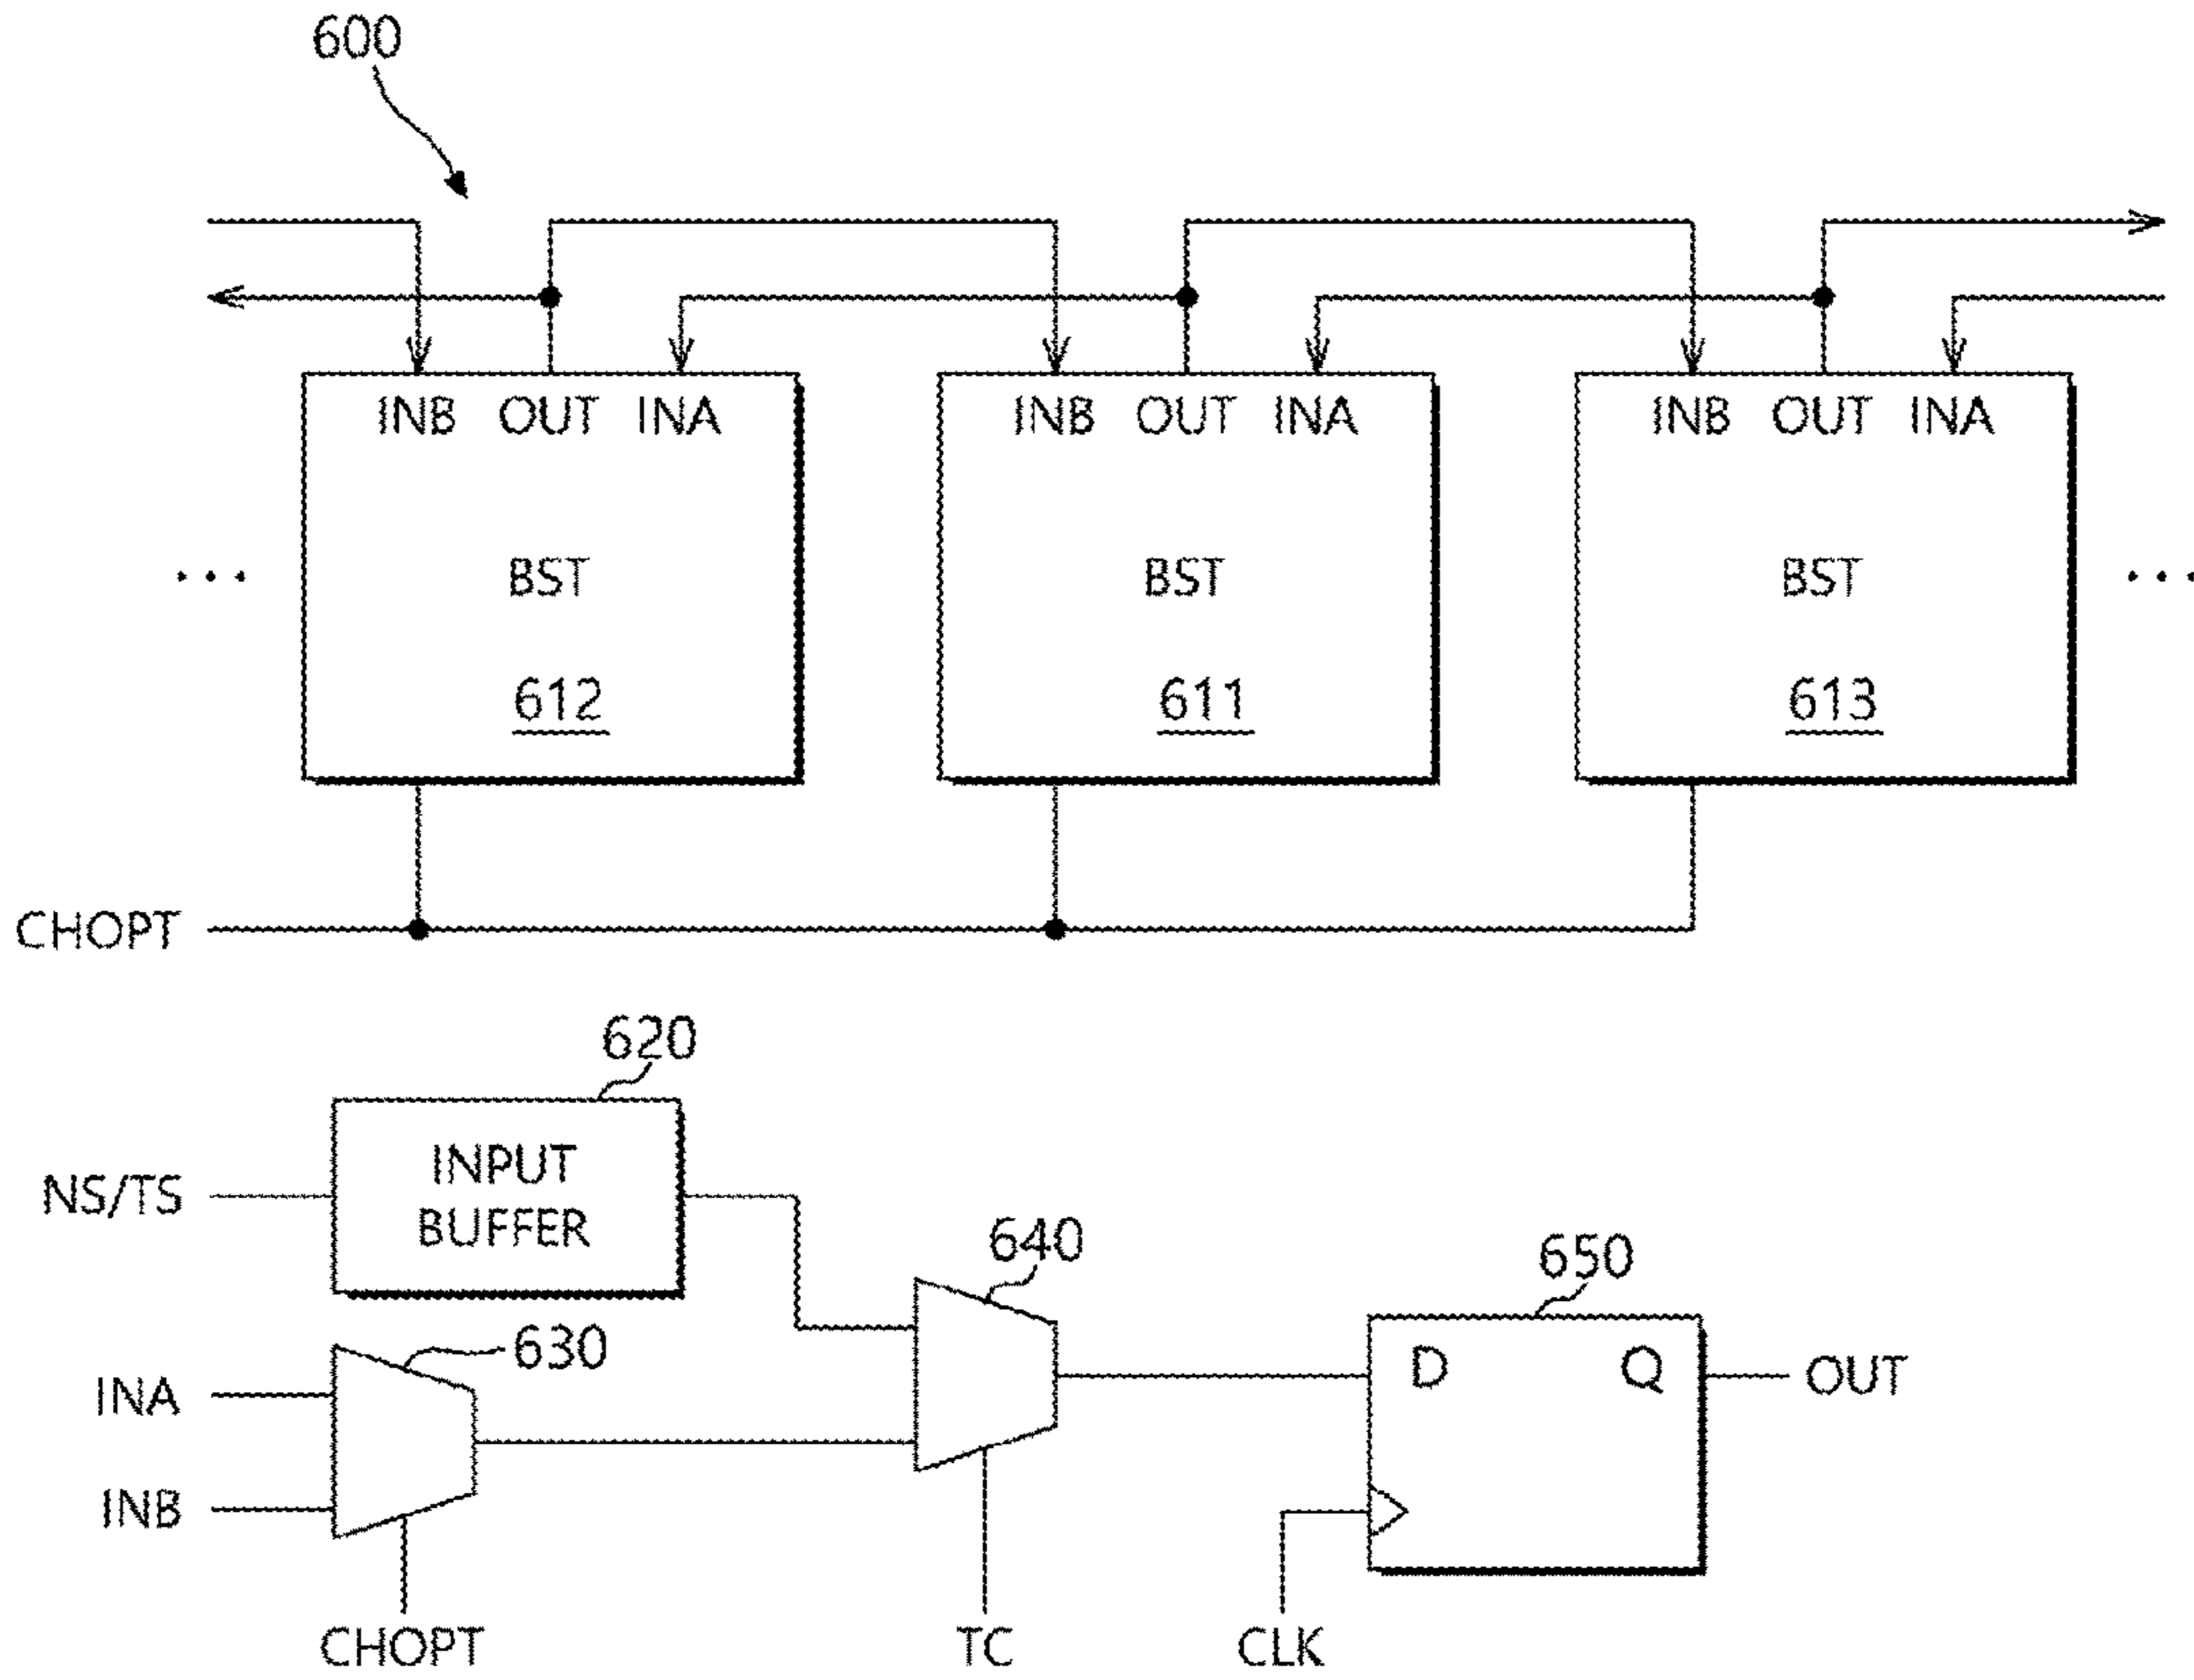 600
INB OUT INA INB OUT INA INB OUT INA
... BST BST BST ...
612 611 613
CHOPT
620
INPUT
BUFFER
NS/TS
640
650
630
INA
D Q OUT
INB
CHOPT TC CLK